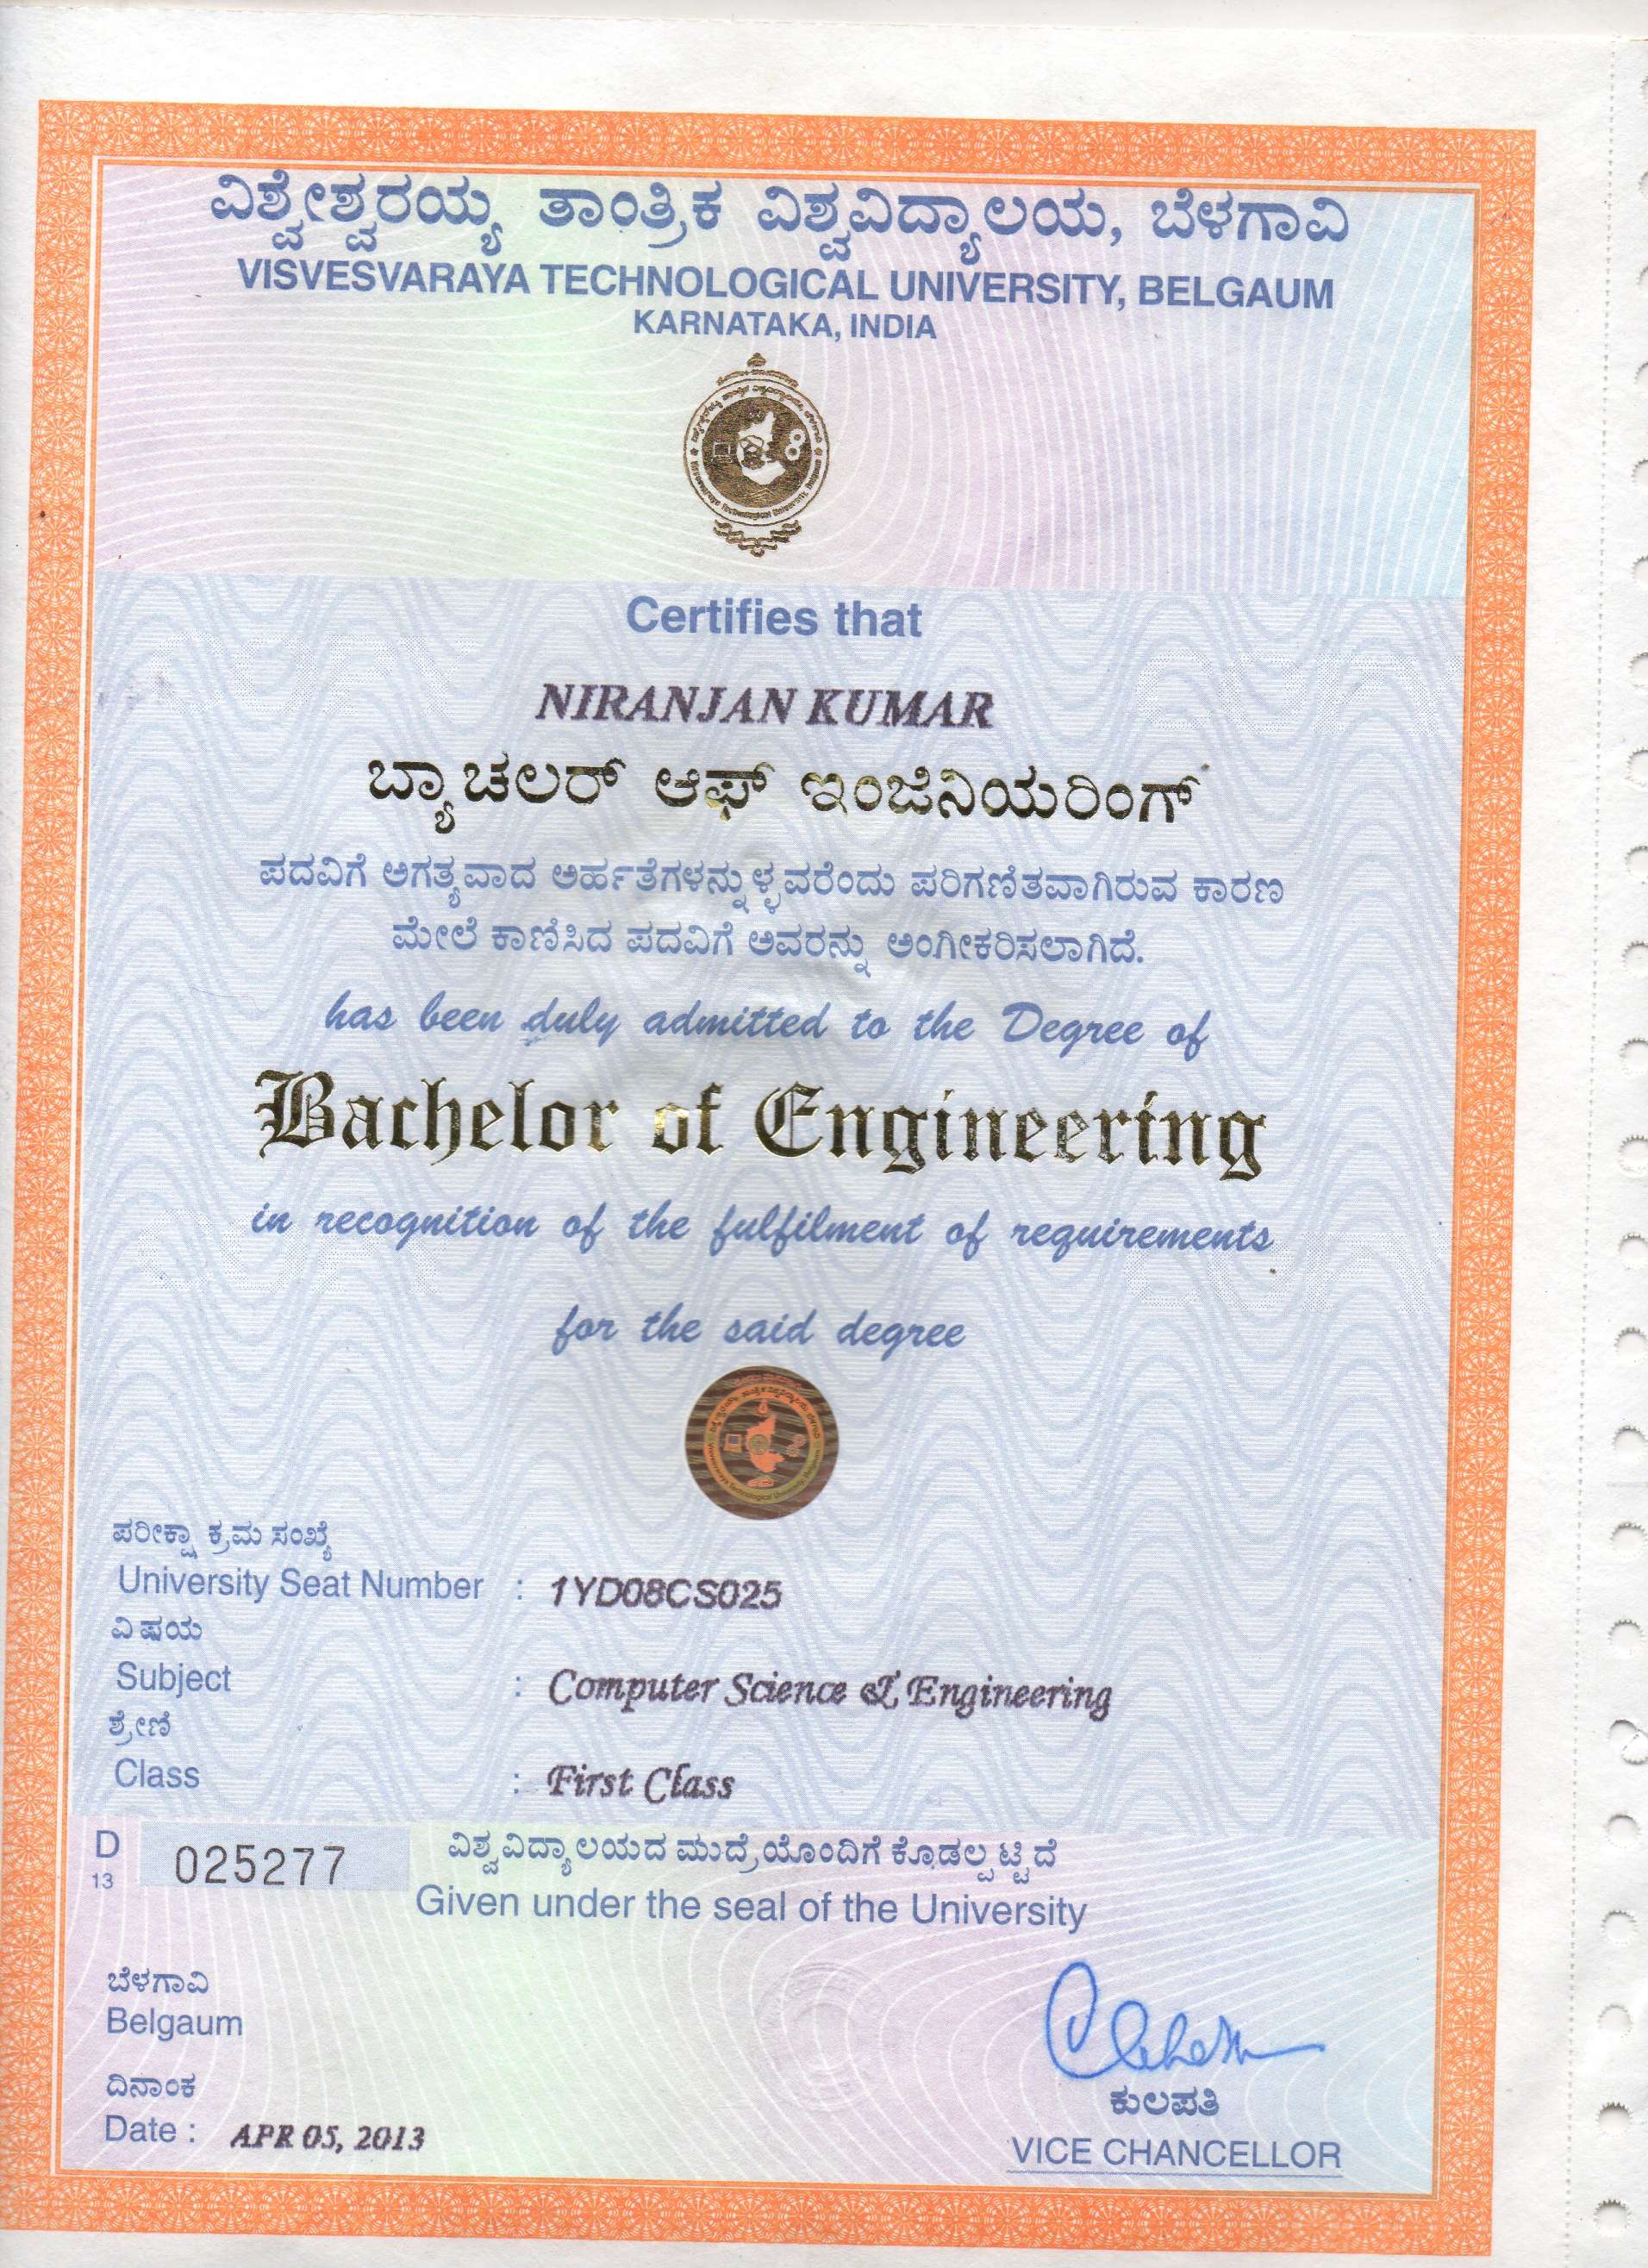 ವಿಶ್ವೇಶ್ವರಯ್ಯ ತಾಂತ್ರಿಕ ವಿಶ್ವವಿದ್ಯಾಲಯ, ಬೆಳಗಾವಿ
VISVESVARAYA TECHNOLOGICAL UNIVERSITY, BELGAUM
KARNATAKA, INDIA
Certifies that
NIRANJAN KUMAR
ಬ್ಯಾಚಲರ್ ಆಫ್ ಇಂಜಿನಿಯರಿಂಗ್
ಪದವಿಗೆ ಅಗತ್ಯವಾದ ಅರ್ಹತೆಗಳನ್ನುಳ್ಳವರೆಂದು ಪರಿಗಣಿತವಾಗಿರುವ ಕಾರಣ
ಮೇಲೆ ಕಾಣಿಸಿದ ಪದವಿಗೆ ಅವರನ್ನು ಅಂಗೀಕರಿಸಲಾಗಿದೆ.
has been duly admitted to the Degree of
Bachelor of Engineering
in recognition of the fulfilment of requirements
for the said degree
ಪರೀಕ್ಷಾ ಕ್ರಮ ಸಂಖ್ಯೆ
University Seat Number : 1YD08CS025
ವಿಷಯ
Subject : Computer Science & Engineering
ಶ್ರೇಣಿ
Class : First Class
D 13 025277
ವಿಶ್ವವಿದ್ಯಾಲಯದ ಮುದ್ರೆಯೊಂದಿಗೆ ಕೊಡಲ್ಪಟ್ಟಿದೆ
Given under the seal of the University
ಬೆಳಗಾವಿ
Belgaum
ದಿನಾಂಕ
Date : APR 05, 2013
ಕುಲಪತಿ
VICE CHANCELLOR